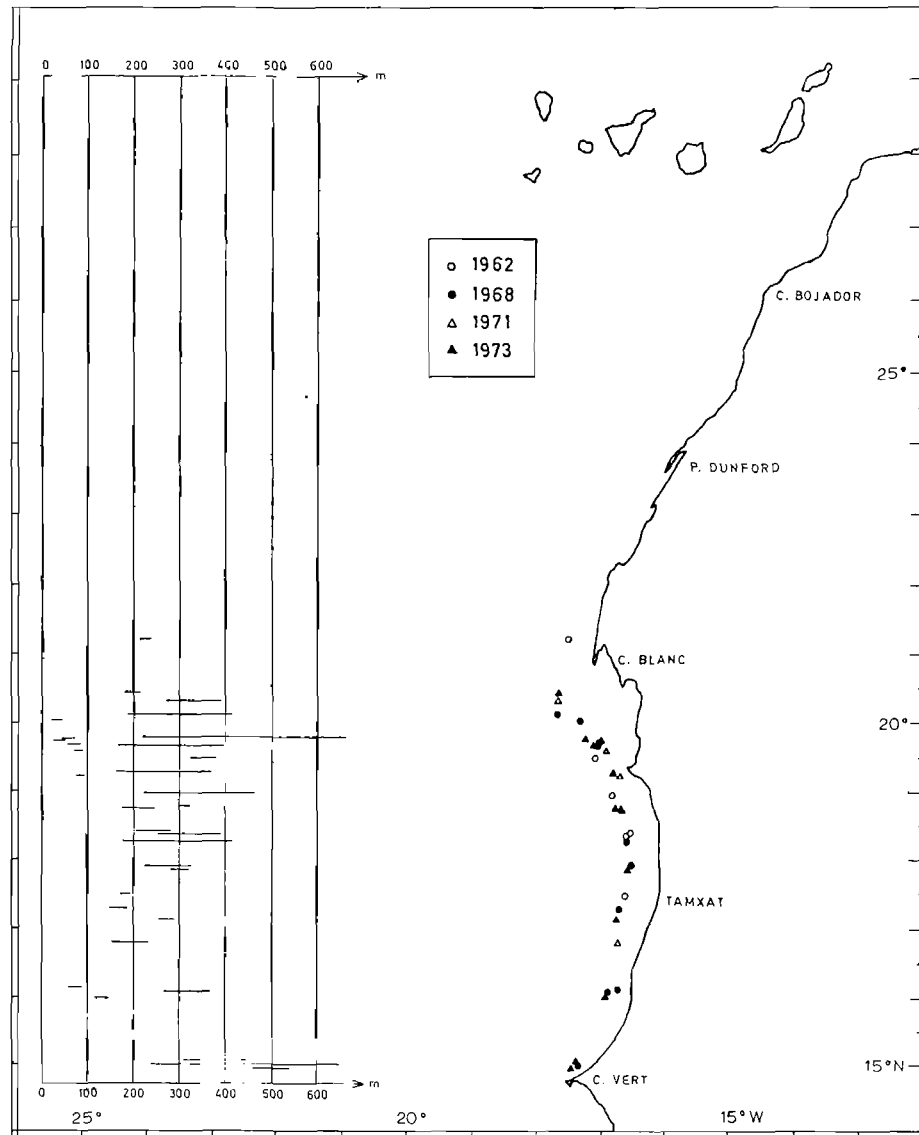 0 100 200 300 400 500 600 m
○ 1962
● 1968
△ 1971
▲ 1973
C. BOJADOR
25°
P. DUNFORD
C. BLANC
20°
TAMXAT
15°N
C. VERT
0 100 200 300 400 500 600 m
25° 20° 15°W